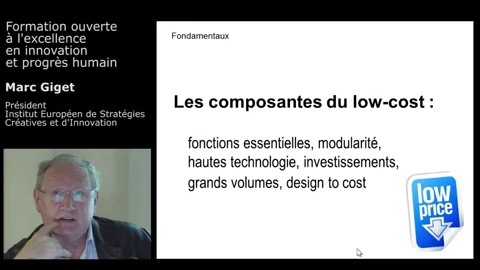 Formation ouverte
à l'excellence
en innovation
et progrès humain
Marc Giget
Président
Institut Européen de Stratégies
Créatives et d'Innovation
Fondamentaux
Les composantes du low-cost :
fonctions essentielles, modularité,
hautes technologie, investissements,
grands volumes, design to cost
low
price